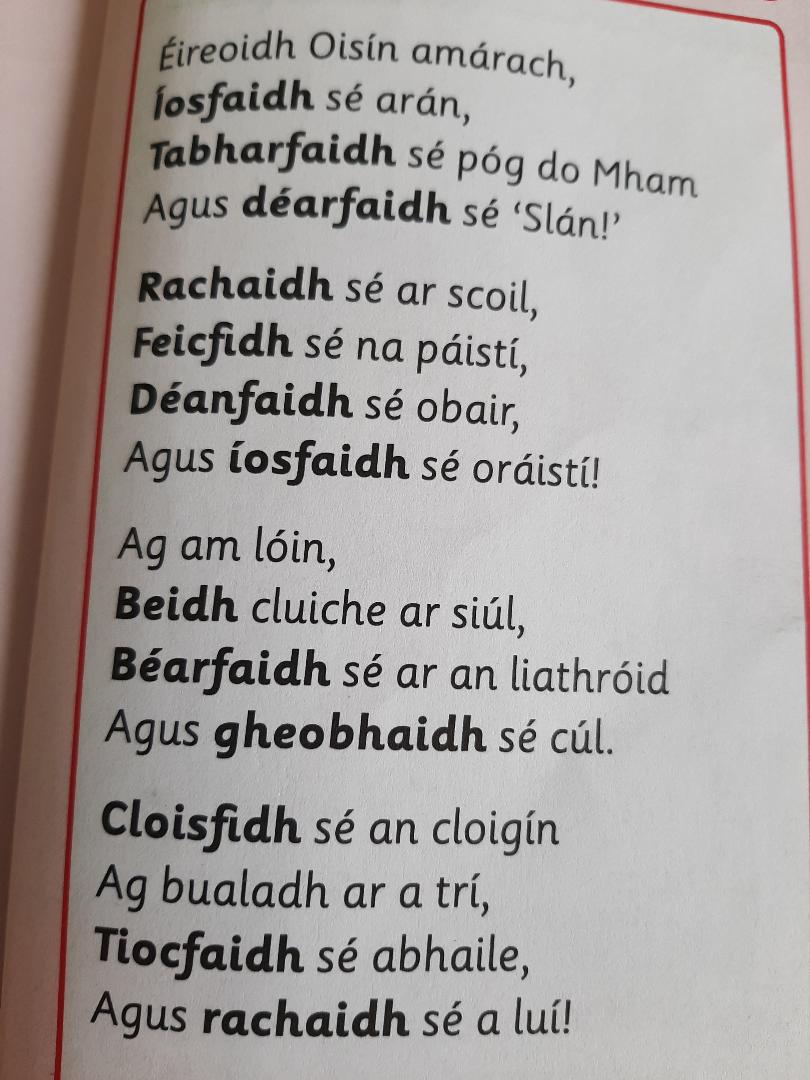 Éireoidh Oisín amárach,
Íosfaidh sé arán,
Tabharfaidh sé póg do Mham
Agus déarfaidh sé ‘Slán!’
Rachaidh sé ar scoil,
Feicfidh sé na páistí,
Déanfaidh sé obair,
Agus íosfaidh sé oráistí!
Ag am lóin,
Beidh cluiche ar siúl,
Béarfaidh sé ar an liathróid
Agus gheobhaidh sé cúl.
Cloisfidh sé an cloigín
Ag bualadh ar a trí,
Tiocfaidh sé abhaile,
Agus rachaidh sé a luí!